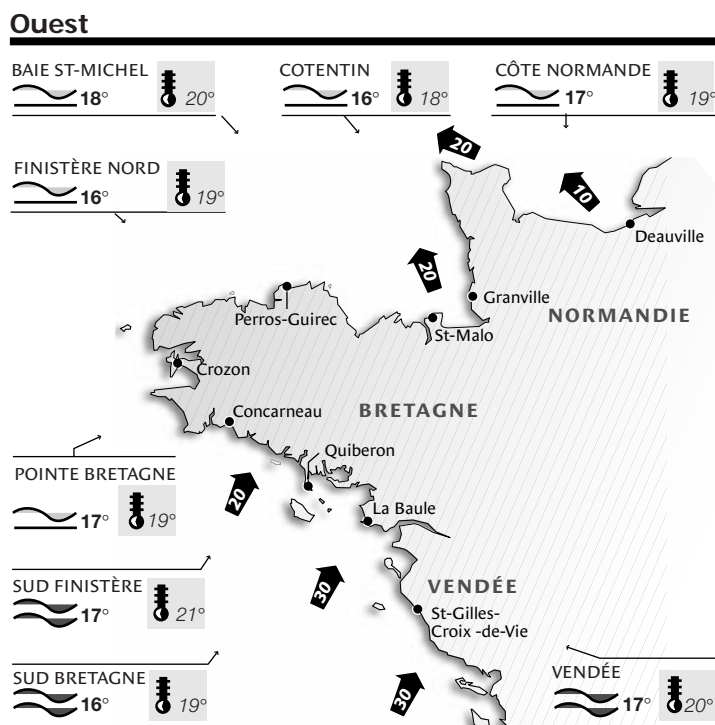 Ouest
BAIE ST-MICHEL
18° 20°
COTENTIN
16° 18°
CÔTE NORMANDE
17° 19°
FINISTÈRE NORD
16° 19°
20
10
Deauville
20
Granville
NORMANDIE
Perros-Guirec
St-Malo
Crozon
Concarneau
BRETAGNE
Quiberon
POINTE BRETAGNE
17° 19°
20
La Baule
SUD FINISTÈRE
17° 21°
30
VENDÉE
St-Gilles-
Croix -de-Vie
SUD BRETAGNE
16° 19°
30
VENDÉE
17° 20°